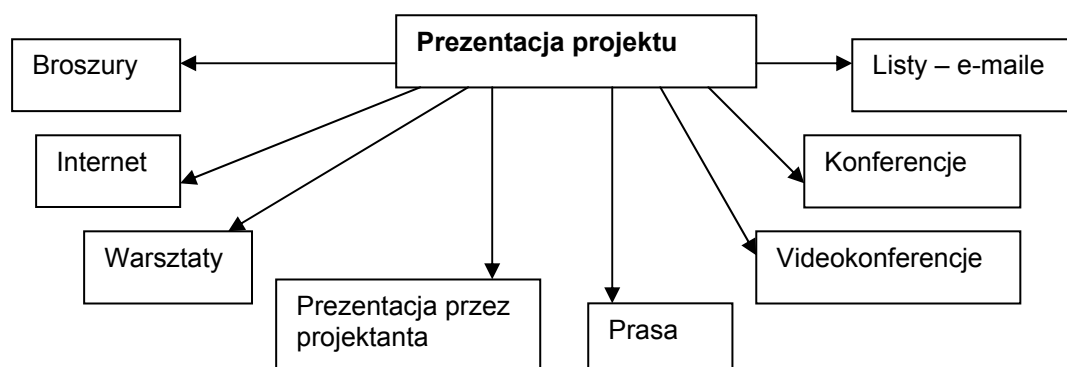 Prezentacja projektu
Broszury
Listy – e-maile
Internet
Konferencje
Warsztaty
Videokonferencje
Prezentacja przez
projektanta
Prasa